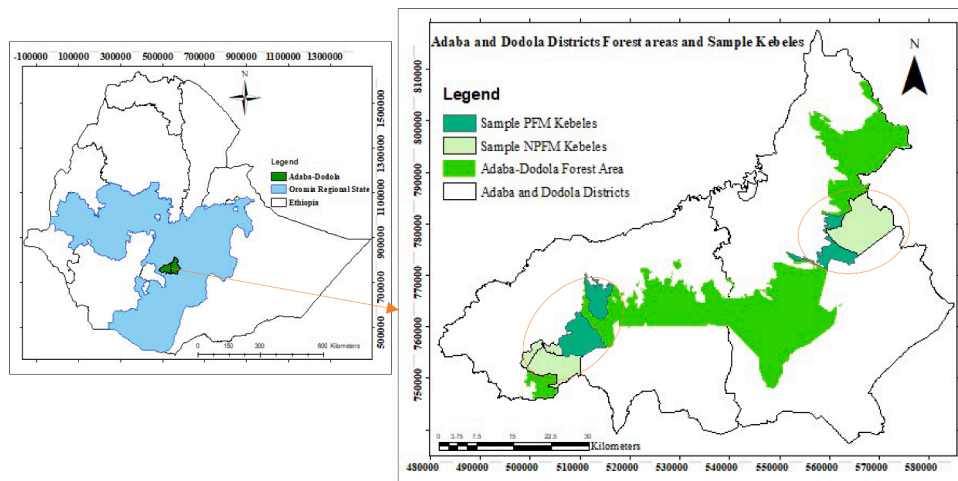 -100000 100000 300000 500000 700000 900000 1100000 1300000
N
1500000
1300000
1100000
900000
700000
500000
Legend
Adaba-Dodola
Oromia Regional State
Ethiopia
0 150 300 600 Kilometers
Adaba and Dodola Districts Forest areas and Sample Kebeles
N
Legend
Sample PFM Kebeles
Sample NPFM Kebeles
Adaba-Dodola Forest Area
Adaba and Dodola Districts
810000
800000
790000
780000
770000
760000
750000
0 3.75 7.5 15 22.5 30
Kilometers
480000 490000 500000 510000 520000 530000 540000 550000 560000 570000 580000